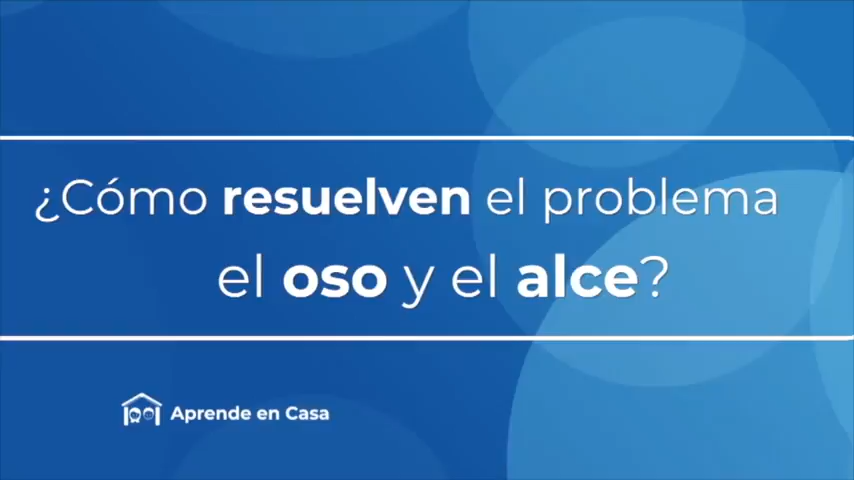 ¿Cómo resuelven el problema
el oso y el alce?
Aprende en Casa